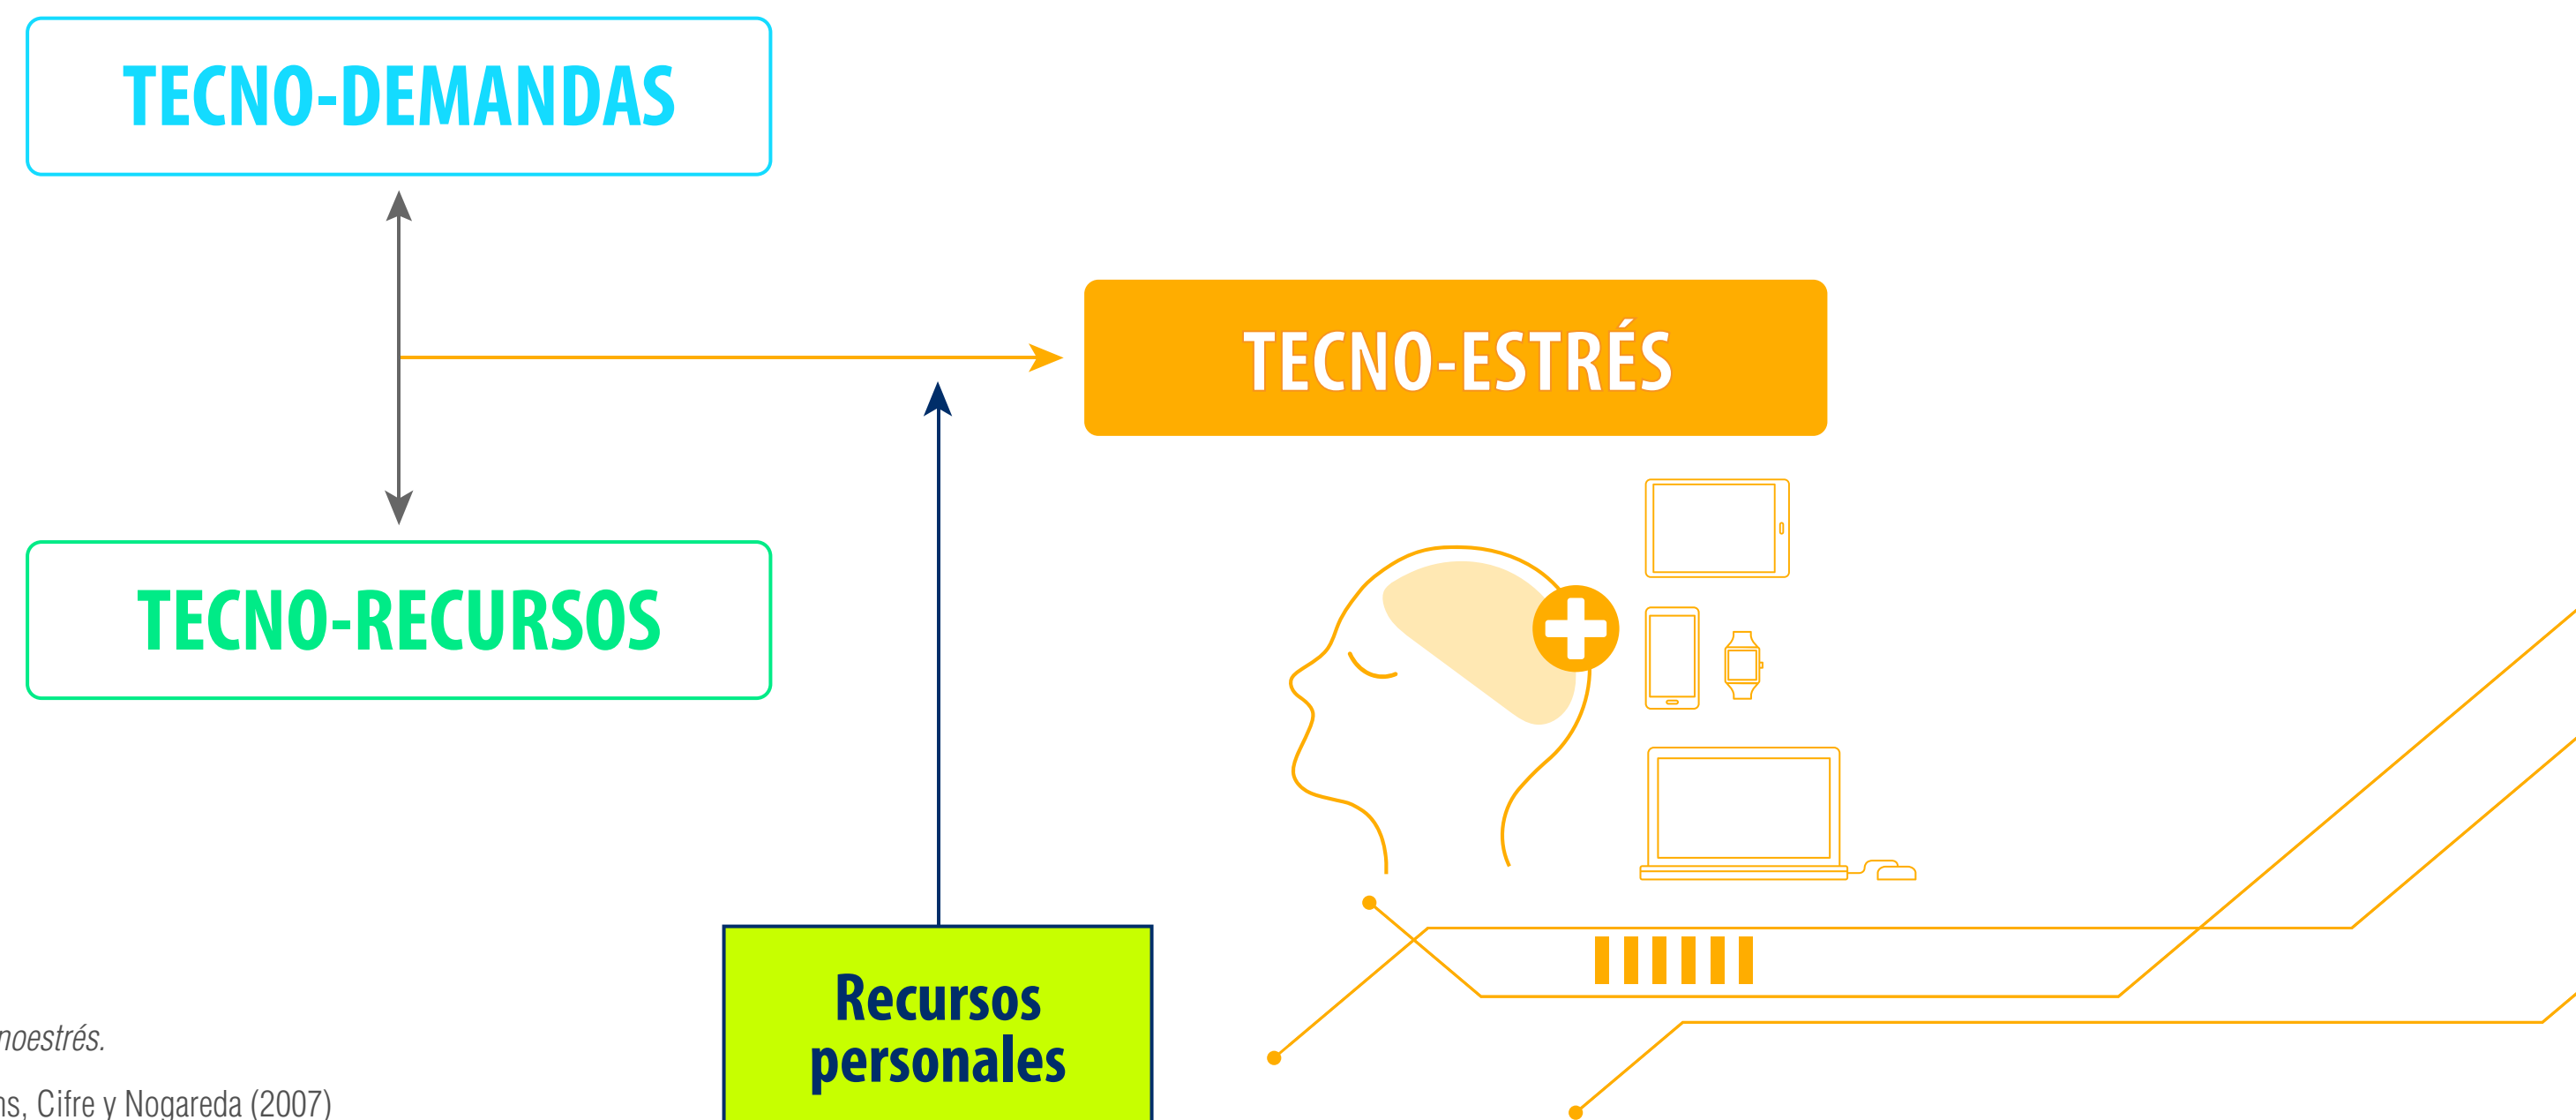 TECNO-DEMANDAS
TECNO-ESTRÉS
TECNO-RECURSOS
Recursos
personales
noestrés.
ns, Cifre y Nogareda (2007)